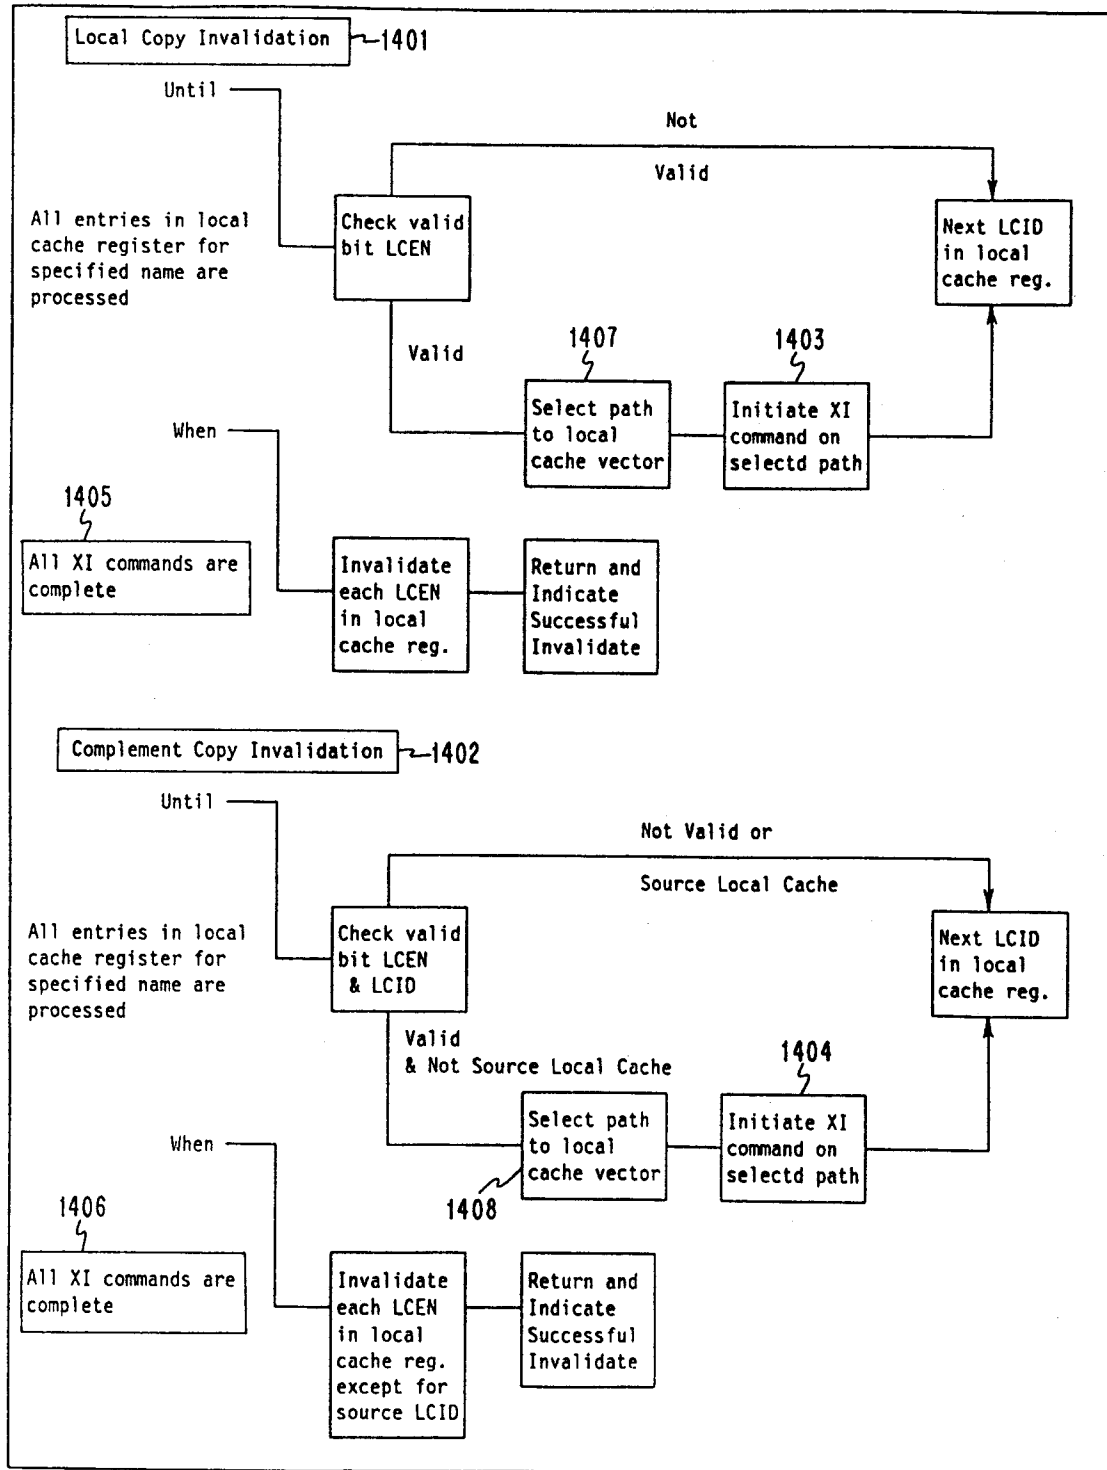 Local Copy Invalidation
1401
Until
Not
Valid
All entries in local
cache register for
specified name are
processed
Check valid
bit LCEN
Next LCID
in local
cache reg.
Valid
1407
1403
Select path
to local
cache vector
Initiate XI
command on
selectd path
When
1405
All XI commands are
complete
Invalidate
each LCEN
in local
cache reg.
Return and
Indicate
Successful
Invalidate
Complement Copy Invalidation
1402
Until
Not Valid or
Source Local Cache
All entries in local
cache register for
specified name are
processed
Check valid
bit LCEN
& LCID
Next LCID
in local
cache reg.
Valid
& Not Source Local Cache
1404
Select path
to local
cache vector
1408
Initiate XI
command on
selectd path
When
1406
All XI commands are
complete
Invalidate
each LCEN
in local
cache reg.
except for
source LCID
Return and
Indicate
Successful
Invalidate